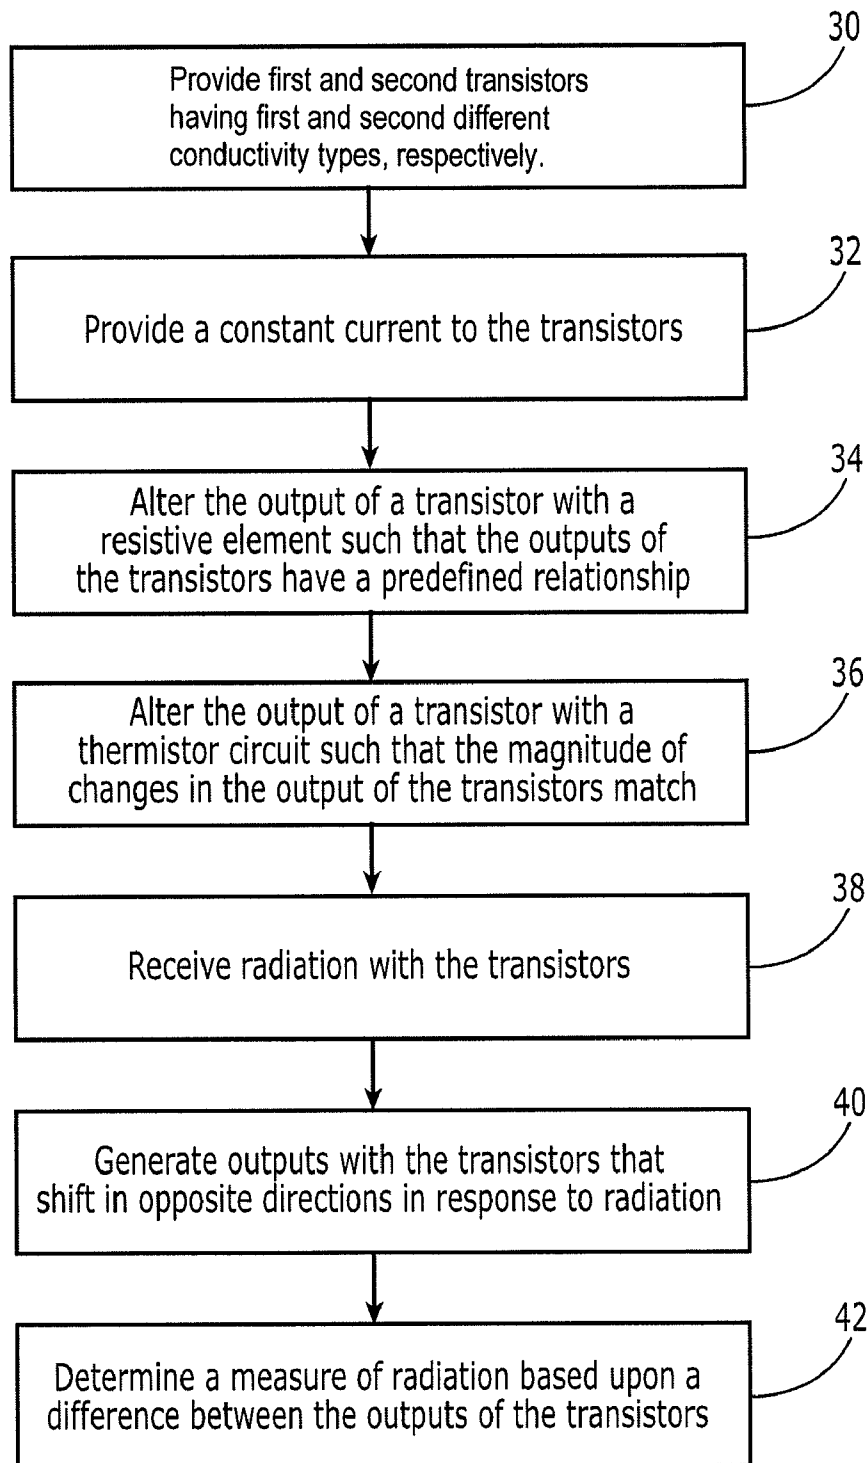 30
Provide first and second transistors
having first and second different
conductivity types, respectively.
32
Provide a constant current to the transistors
34
Alter the output of a transistor with a
resistive element such that the outputs of
the transistors have a predefined relationship
36
Alter the output of a transistor with a
thermistor circuit such that the magnitude of
changes in the output of the transistors match
38
Receive radiation with the transistors
40
Generate outputs with the transistors that
shift in opposite directions in response to radiation
42
Determine a measure of radiation based upon a
difference between the outputs of the transistors